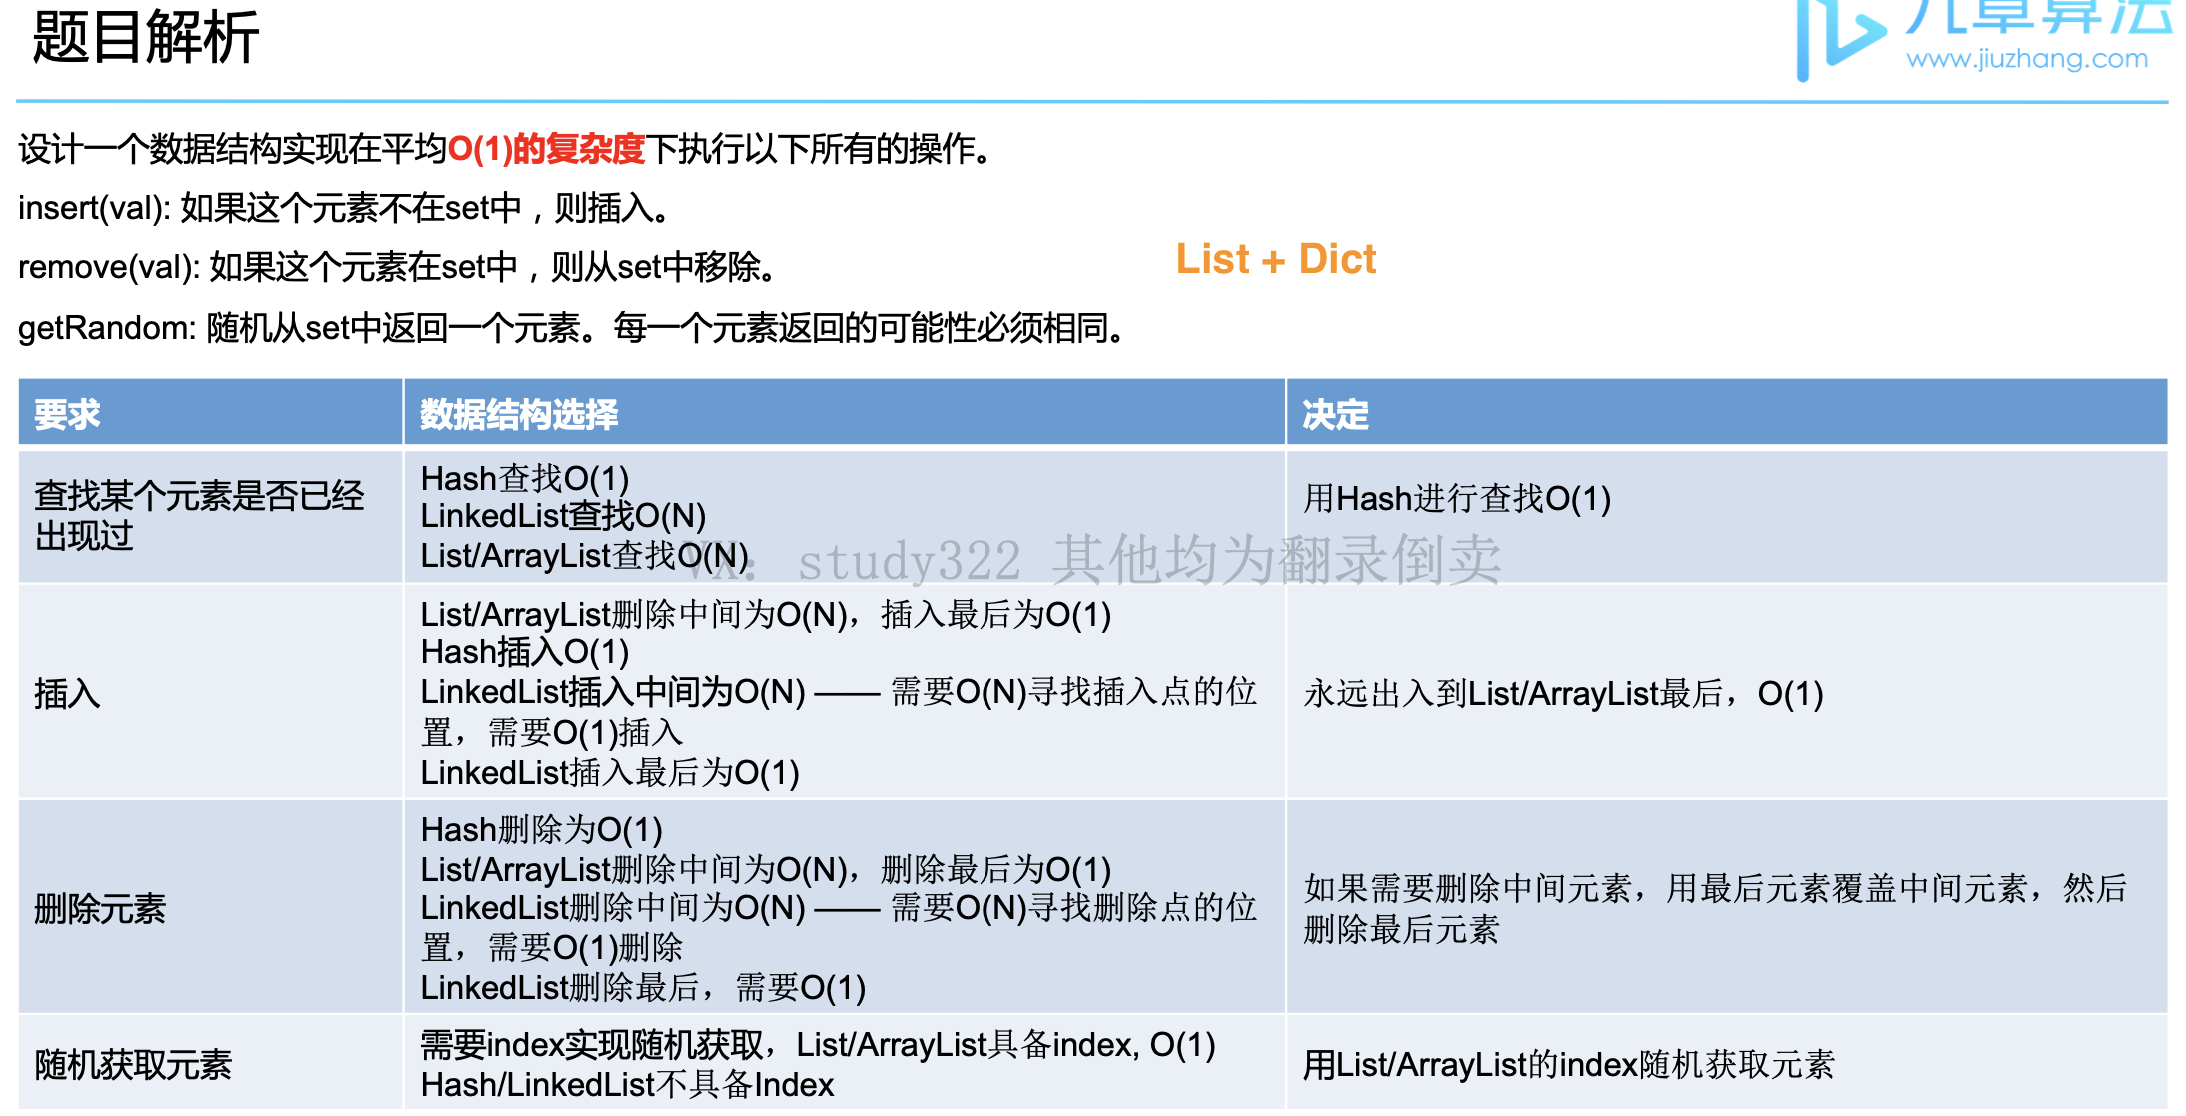 题目解析
九章算法
www.jiuzhang.com
设计一个数据结构实现在平均O(1)的复杂度下执行以下所有的操作。
insert(val): 如果这个元素不在set中，则插入。
remove(val): 如果这个元素在set中，则从set中移除。
List + Dict
getRandom: 随机从set中返回一个元素。每一个元素返回的可能性必须相同。
要求
数据结构选择
决定
查找某个元素是否已经
出现过
Hash查找O(1)
LinkedList查找O(N)
List/ArrayList查找O(N)
用Hash进行查找O(1)
VX: study322 其他均为翻录倒卖
插入
List/ArrayList删除中间为O(N)，插入最后为O(1)
Hash插入O(1)
LinkedList插入中间为O(N) —— 需要O(N)寻找插入点的位
置，需要O(1)插入
LinkedList插入最后为O(1)
永远出入到List/ArrayList最后，O(1)
删除元素
Hash删除为O(1)
List/ArrayList删除中间为O(N)，删除最后为O(1)
LinkedList删除中间为O(N) —— 需要O(N)寻找删除点的位
置，需要O(1)删除
LinkedList删除最后，需要O(1)
如果需要删除中间元素，用最后元素覆盖中间元素，然后
删除最后元素
随机获取元素
需要index实现随机获取，List/ArrayList具备index, O(1)
Hash/LinkedList不具备Index
用List/ArrayList的index随机获取元素